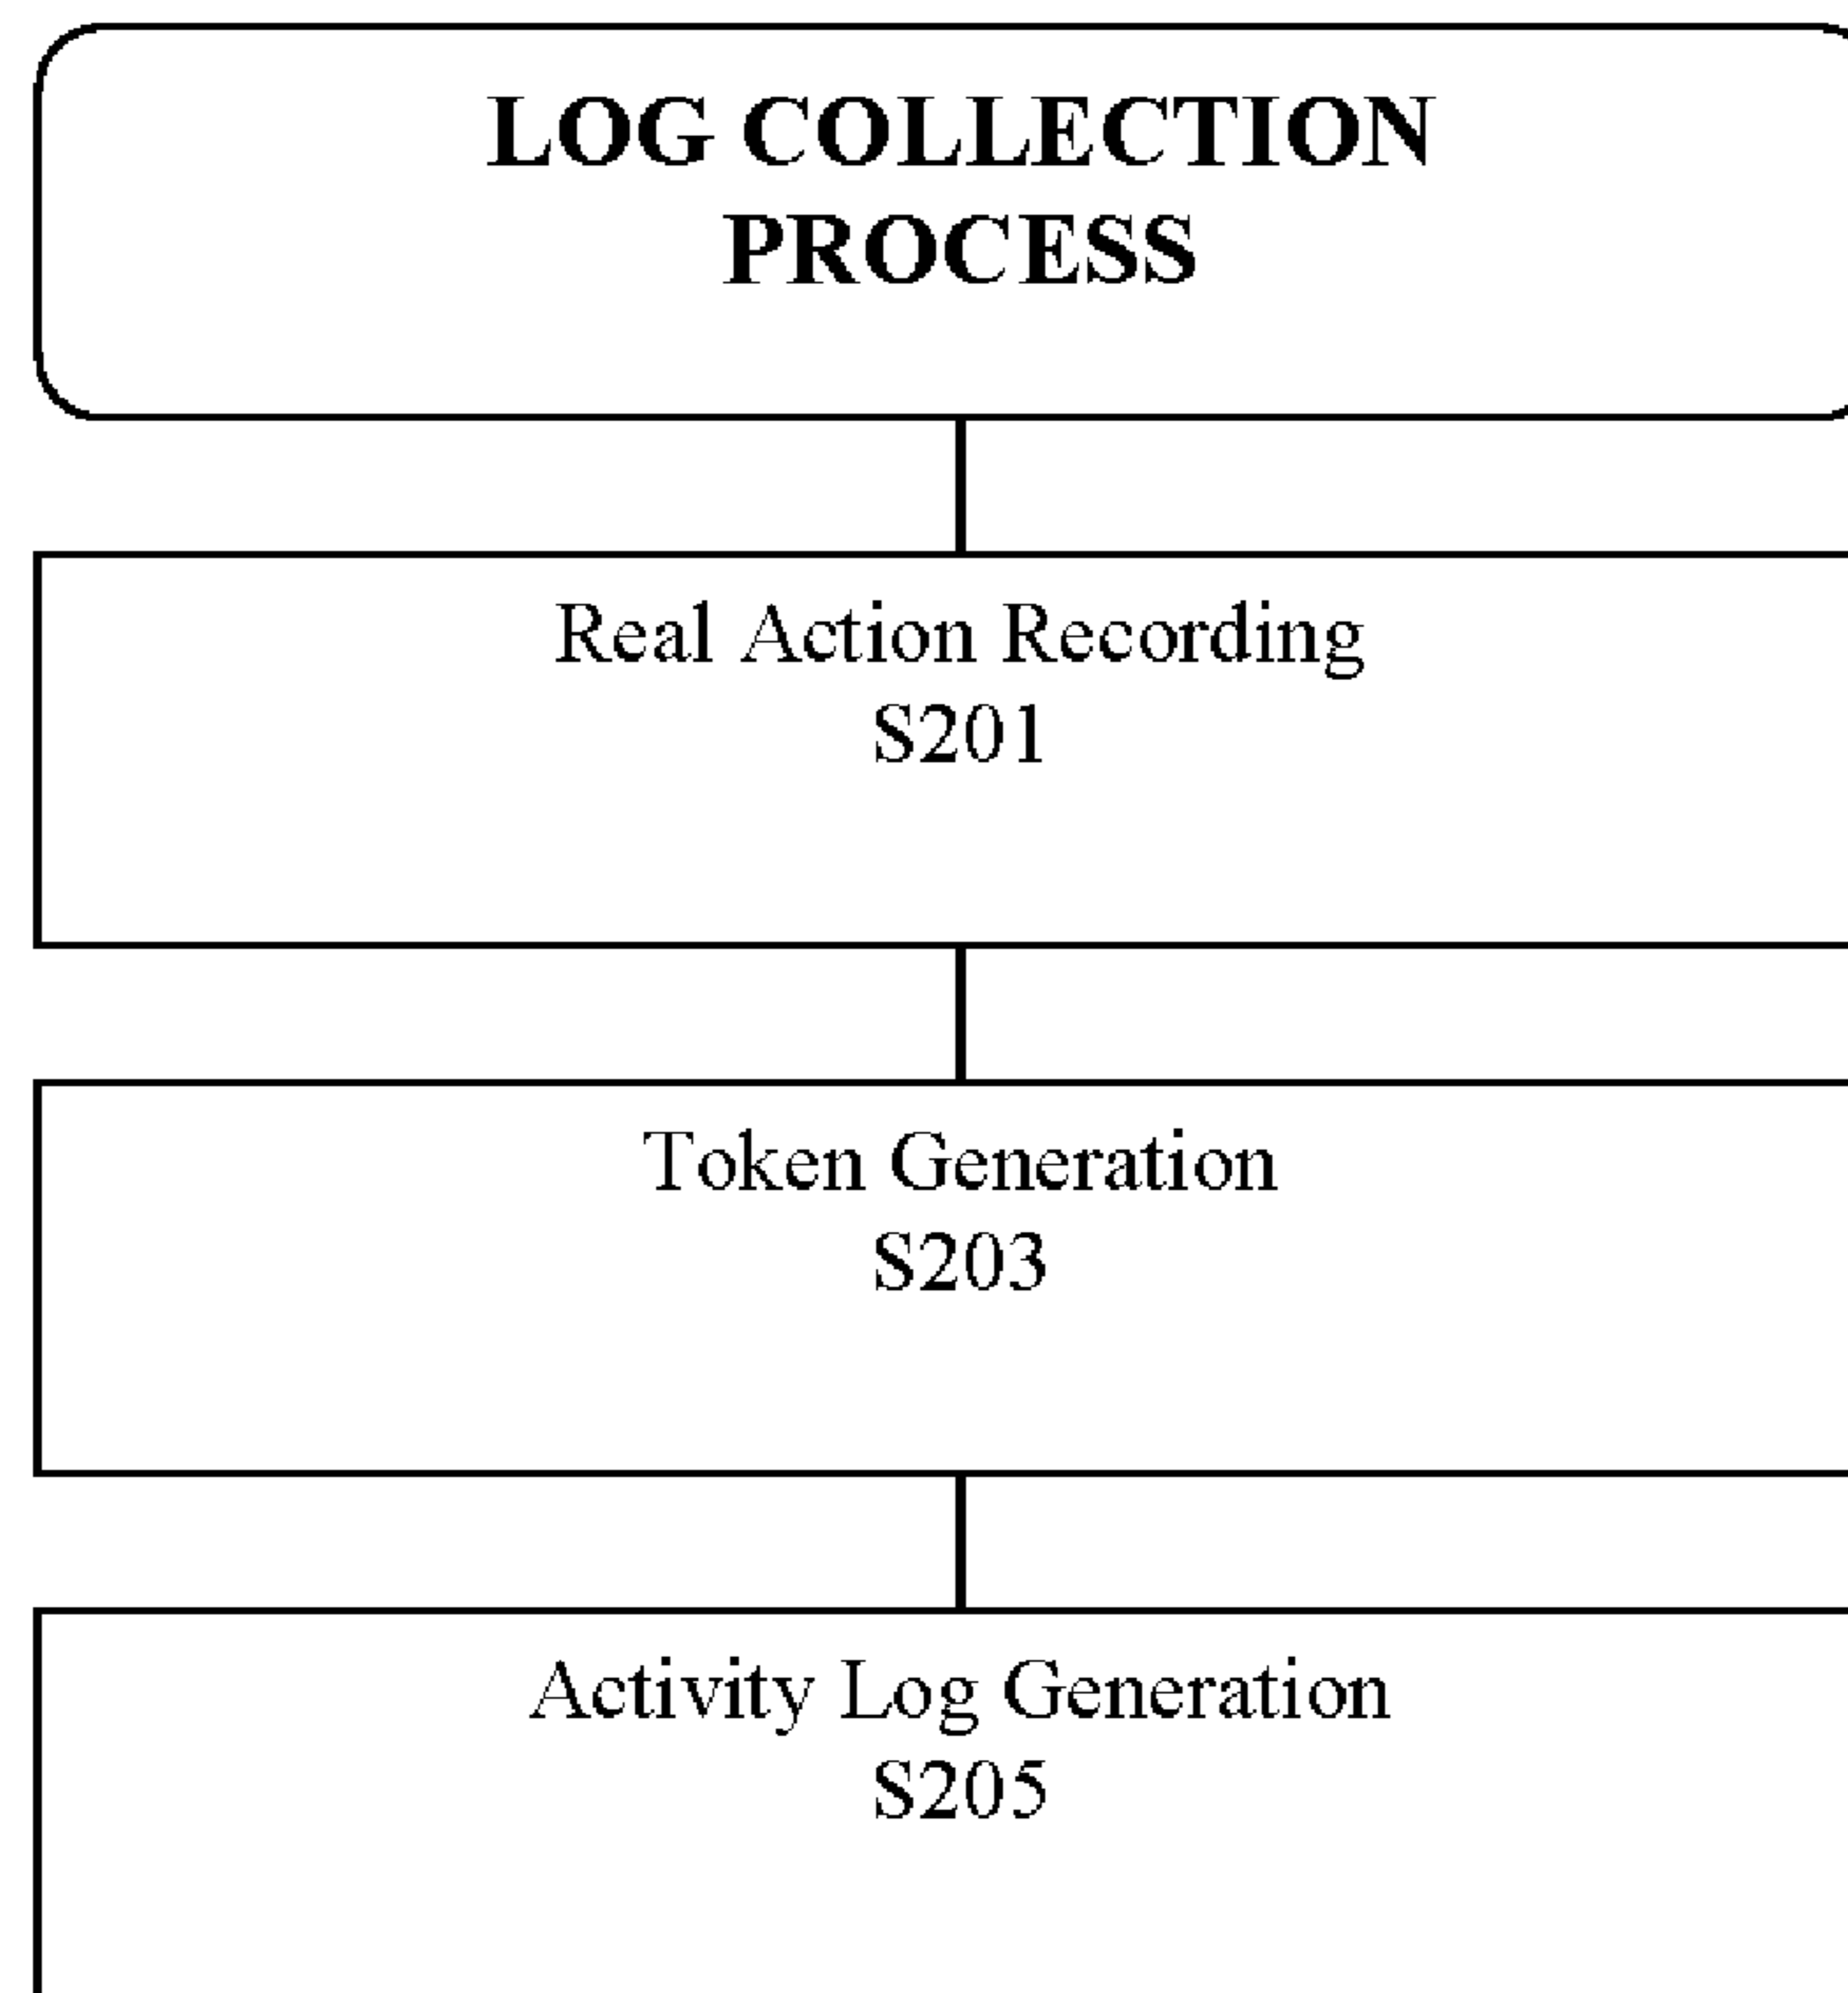 LOG COLLECTION
PROCESS
Real Action Recording
S201
Token Generation
S203
Activity Log Generation
S205